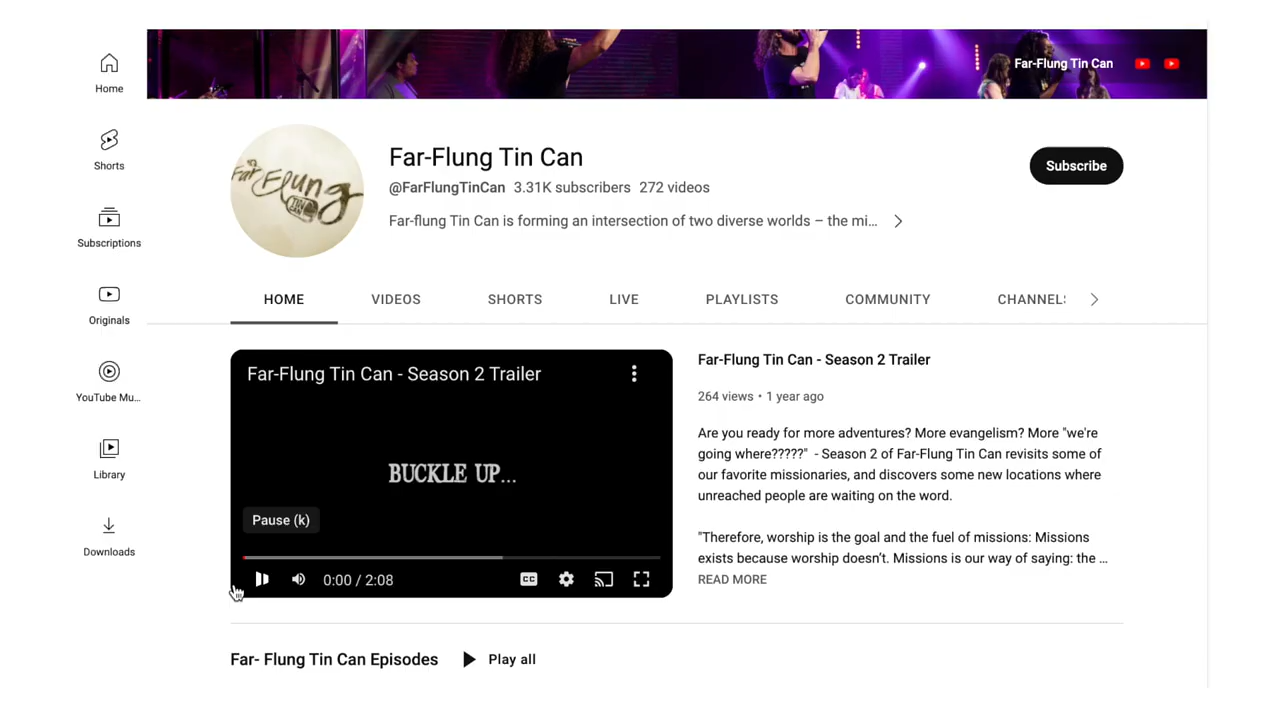 Home
Shorts
Subscriptions
Originals
YouTube Mu...
Library
Downloads
Far-Flung Tin Can
Far Flung
TIN CAN
Far-Flung Tin Can
@FarFlungTinCan 3.31K subscribers 272 videos
Far-flung Tin Can is forming an intersection of two diverse worlds – the mi...
Subscribe
HOME VIDEOS SHORTS LIVE PLAYLISTS COMMUNITY CHANNELS
Far-Flung Tin Can - Season 2 Trailer
BUCKLE UP...
Pause (k)
0:00 / 2:08
CC
Far-Flung Tin Can - Season 2 Trailer
264 views • 1 year ago
Are you ready for more adventures? More evangelism? More "we're
going where?????" - Season 2 of Far-Flung Tin Can revisits some of
our favorite missionaries, and discovers some new locations where
unreached people are waiting on the word.
"Therefore, worship is the goal and the fuel of missions: Missions
exists because worship doesn’t. Missions is our way of saying: the ...
READ MORE
Far- Flung Tin Can Episodes Play all